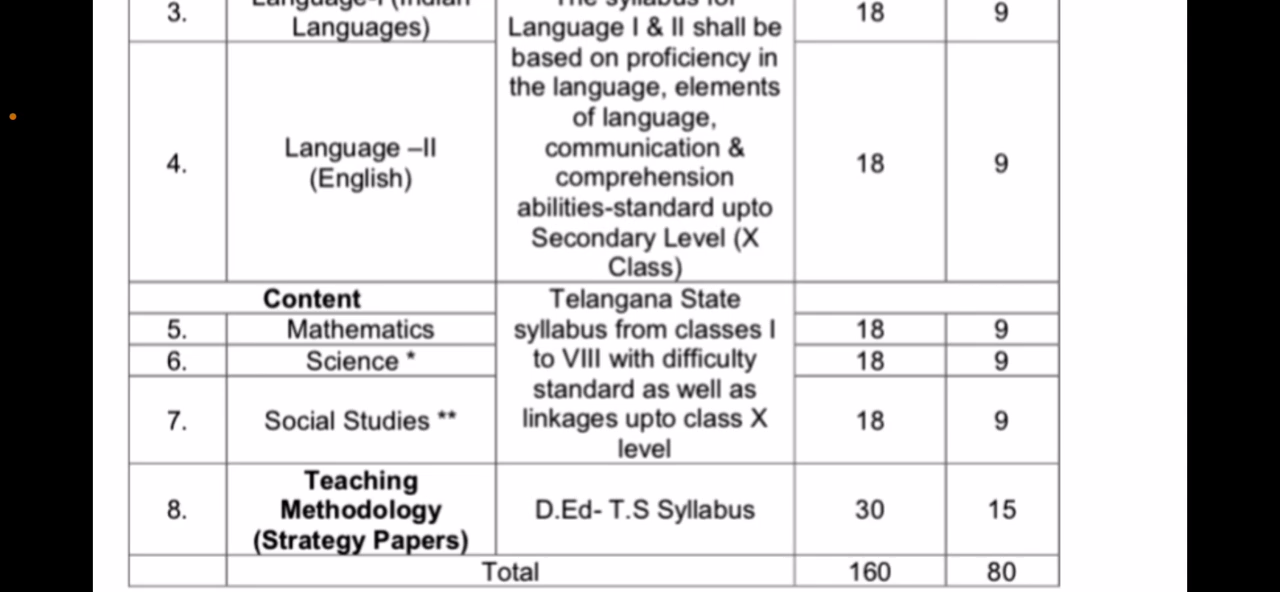 3.
Languages)
Language I & II shall be
based on proficiency in
the language, elements
of language,
communication &
comprehension
abilities-standard upto
Secondary Level (X
Class)
18
9
4.
Language –II
(English)
18
9
Content
Telangana State
syllabus from classes I
to VIII with difficulty
standard as well as
linkages upto class X
level
5.
Mathematics
18
9
6.
Science *
18
9
7.
Social Studies **
18
9
8.
Teaching
Methodology
(Strategy Papers)
D.Ed- T.S Syllabus
30
15
Total
160
80